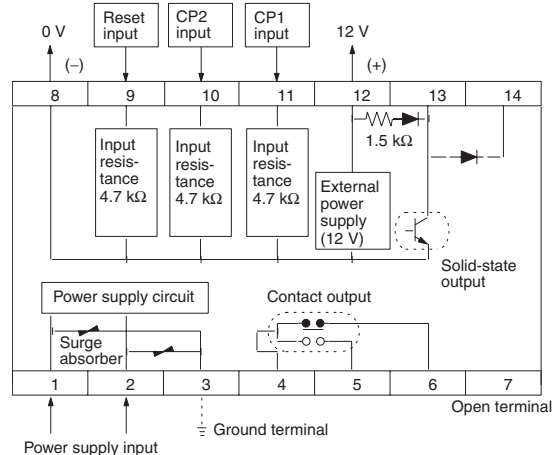 0 V
Reset
input
CP2
input
CP1
input
12 V
(−)
(+)
8 9 10 11 12 13 14
Input
resis-
tance
4.7 kΩ
Input
resis-
tance
4.7 kΩ
Input
resis-
tance
4.7 kΩ
1.5 kΩ
External
power
supply
(12 V)
Solid-state
output
Power supply circuit
Contact output
Surge
absorber
1 2 3 4 5 6 7
Open terminal
Ground terminal
Power supply input